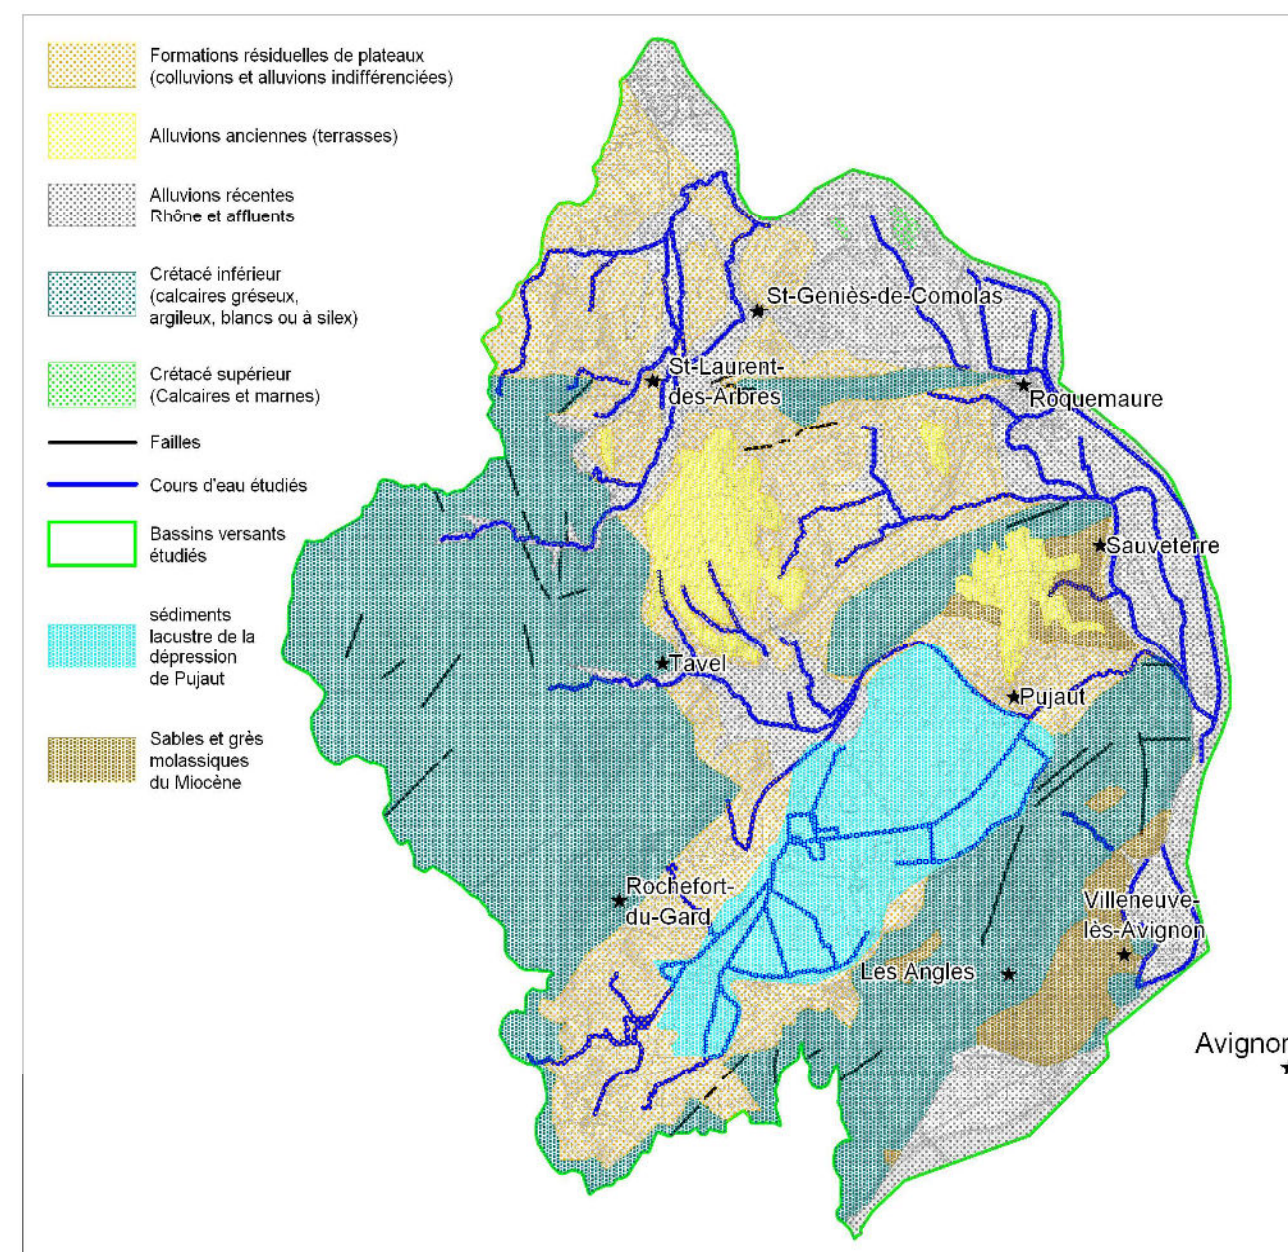 Formations résiduelles de plateaux
(colluvions et alluvions indifférenciées)
Alluvions anciennes (terrasses)
Alluvions récentes
Rhône et affluents
Crétacé inférieur
(calcaires gréseux,
argileux, blancs ou à silex)
Crétacé supérieur
(Calcaires et marnes)
Failles
Cours d'eau étudiés
Bassins versants
étudiés
sédiments
lacustre de la
dépression
de Pujaut
Sables et grès
molassiques
du Miocène
St-Geniès-de-Comolas
St-Laurent-
des-Arbres
Roquemaure
Sauveterre
Tavel
Pujaut
Rochefort-
du-Gard
Villeneuve-
lès-Avignon
Les Angles
Avignon